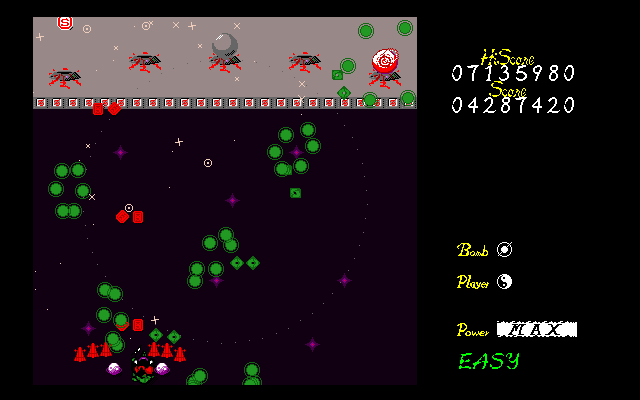 S
HiScore
07135980
Score
04287420
Bomb
Player
Power MAX
EASY